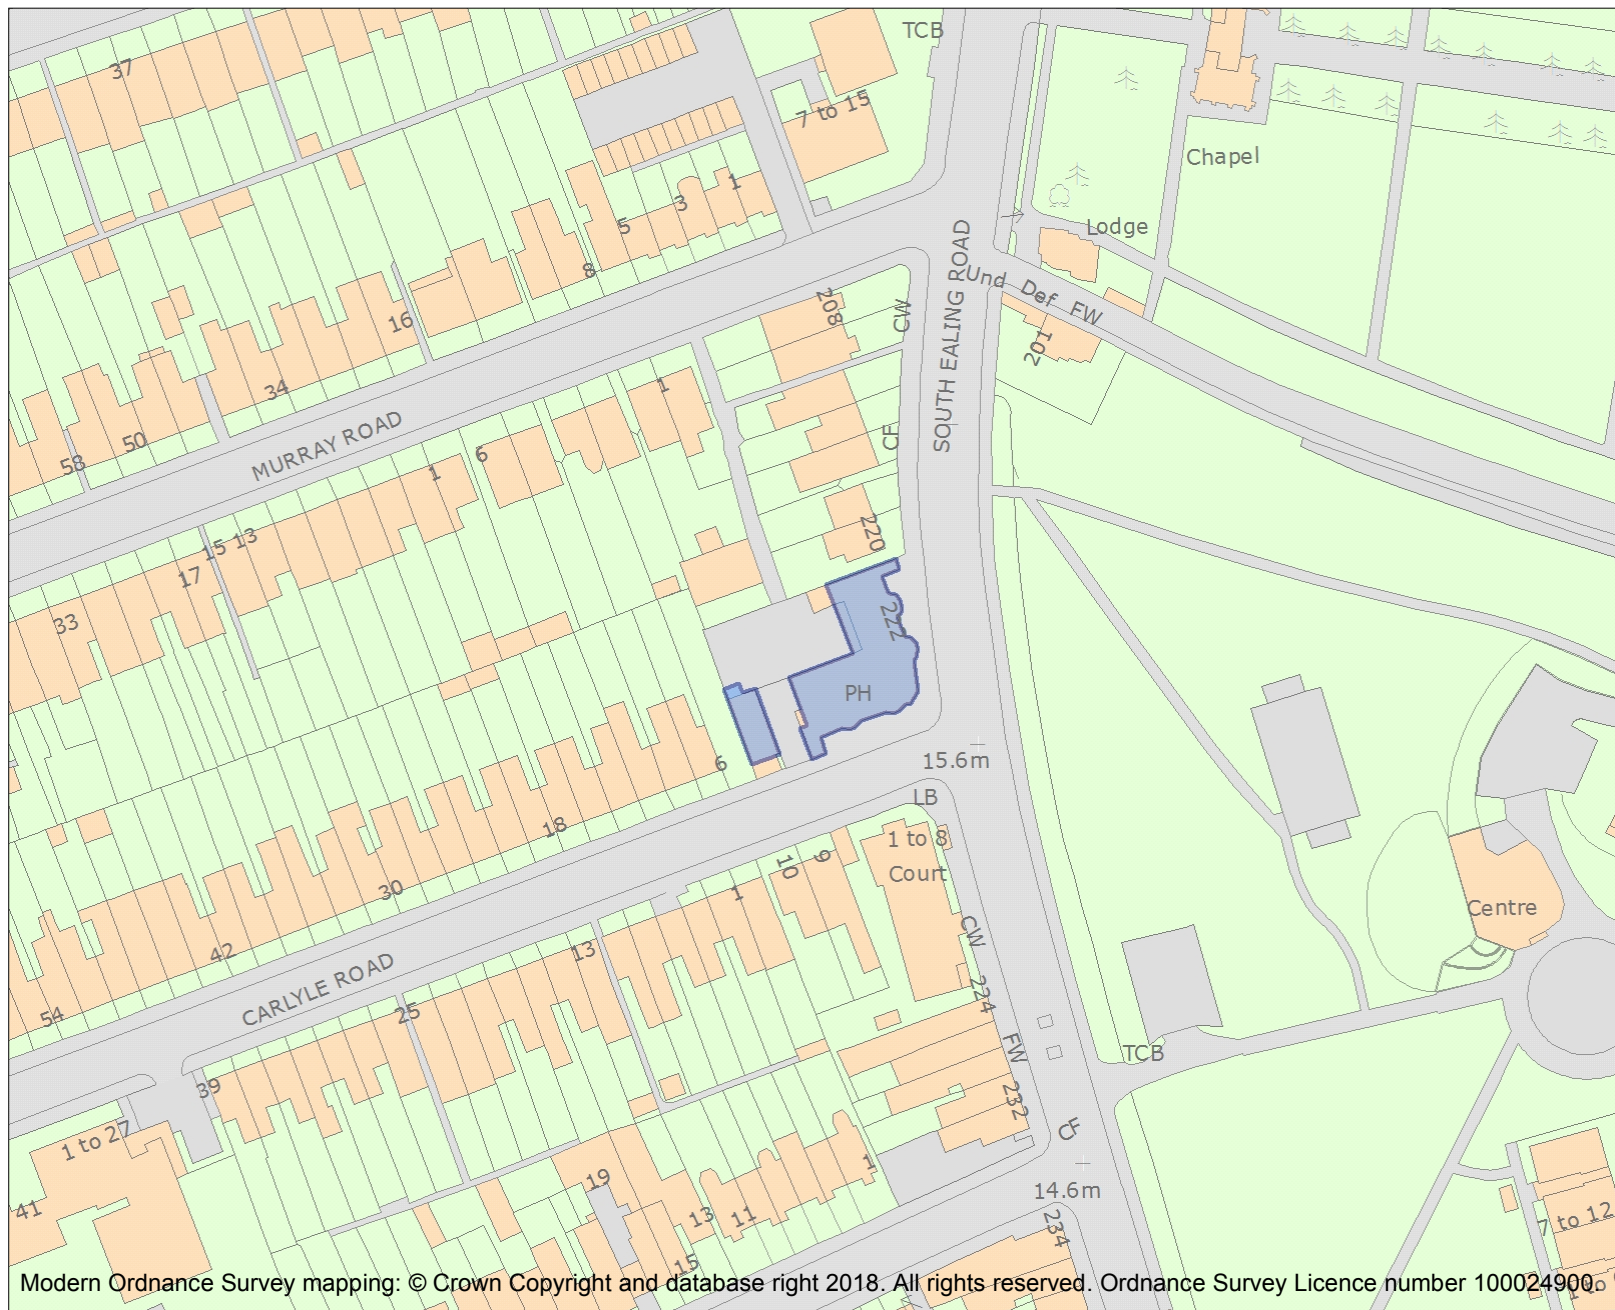 TCB
37
7 to 15
Chapel
1
3
5
Lodge
8
SOUTH EALING ROAD
Und
Def
FW
208
CW
16
201
34
1
MURRAY ROAD
50
58
CF
6
1
220
15
13
17
33
222
PH
6
15.6m
LB
18
1 to 8
Court
9
10
30
1
Centre
CW
42
13
CARLYLE ROAD
224
54
25
FW
TCB
39
232
CF
1 to 27
1
19
14.6m
41
13
11
234
7 to 12
15
Modern Ordnance Survey mapping: © Crown Copyright and database right 2018. All rights reserved. Ordnance Survey Licence number 100024900.